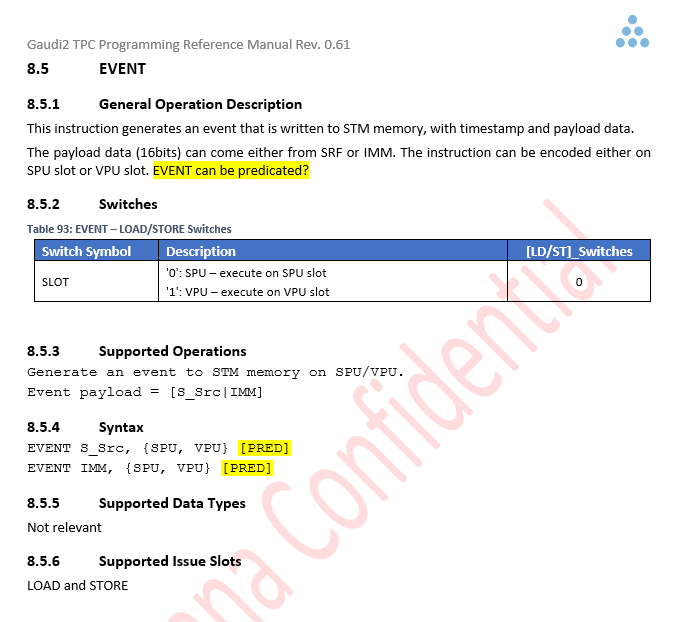 Gaudi2 TPC Programming Reference Manual Rev. 0.61
8.5 EVENT
8.5.1 General Operation Description
This instruction generates an event that is written to STM memory, with timestamp and payload data.
The payload data (16bits) can come either from SRF or IMM. The instruction can be encoded either on
SPU slot or VPU slot. EVENT can be predicated?
8.5.2 Switches
Table 93: EVENT – LOAD/STORE Switches
Switch Symbol Description [LD/ST]_Switches
SLOT '0': SPU – execute on SPU slot 0
'1': VPU – execute on VPU slot
8.5.3 Supported Operations
Generate an event to STM memory on SPU/VPU.
Event payload = [S_Src|IMM]
8.5.4 Syntax
EVENT S_Src, {SPU, VPU} [PRED]
EVENT IMM, {SPU, VPU} [PRED]
8.5.5 Supported Data Types
Not relevant
8.5.6 Supported Issue Slots
LOAD and STORE
ana Confidential